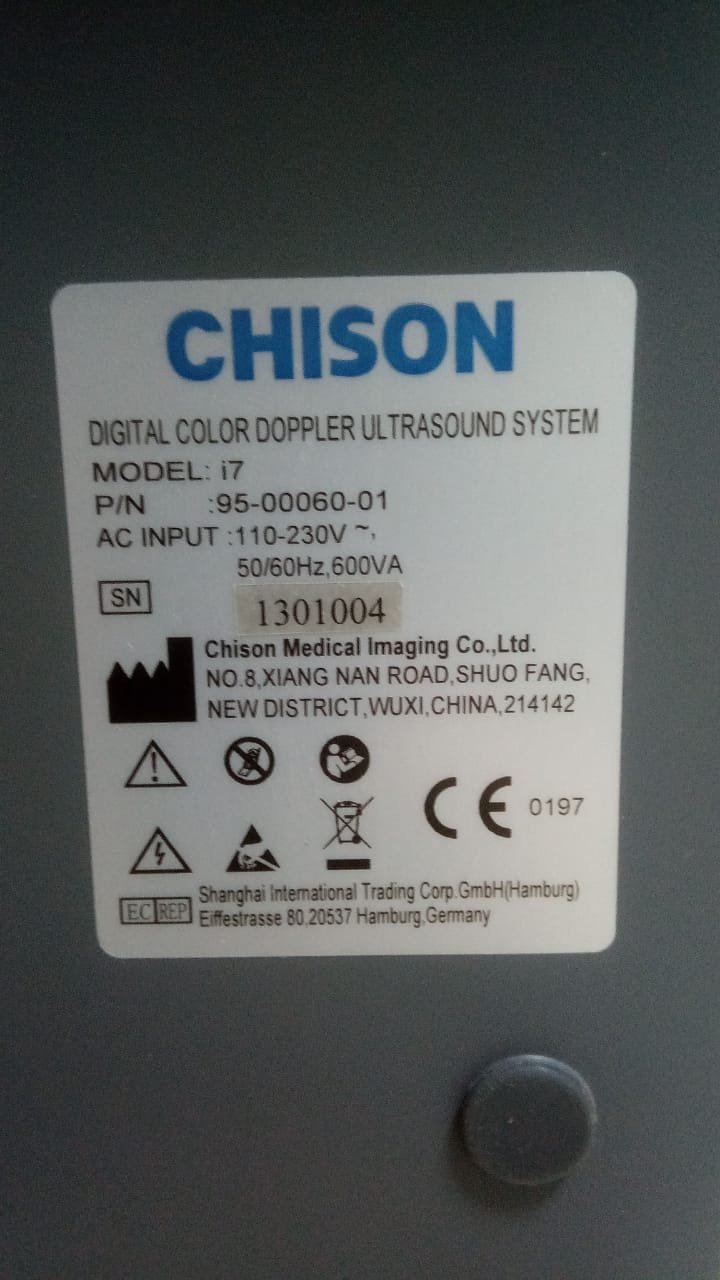 CHISON
DIGITAL COLOR DOPPLER ULTRASOUND SYSTEM
MODEL: i7
P/N :95-00060-01
AC INPUT :110-230V ~,
50/60Hz,600VA
SN 1301004
Chison Medical Imaging Co.,Ltd.
NO.8,XIANG NAN ROAD,SHUO FANG,
NEW DISTRICT,WUXI,CHINA,214142
CE 0197
EC REP Shanghai International Trading Corp.GmbH(Hamburg)
Eiffestrasse 80,20537 Hamburg,Germany